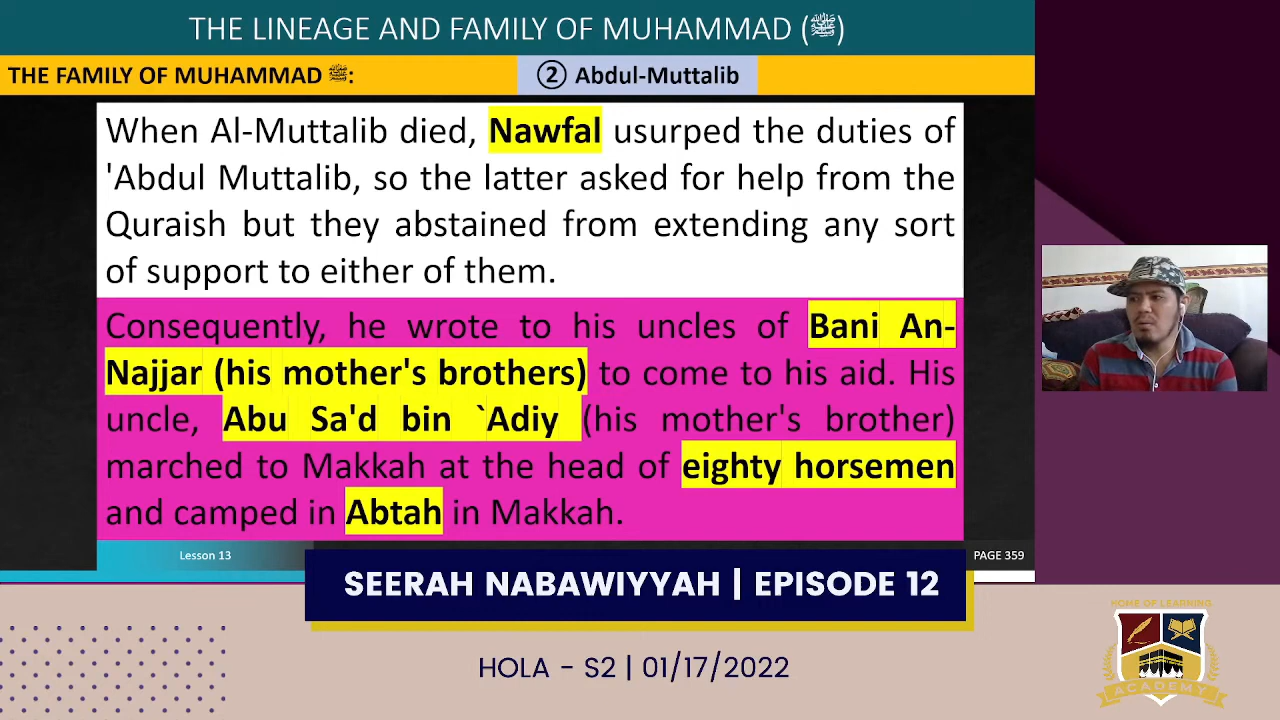 THE LINEAGE AND FAMILY OF MUHAMMAD (ﷺ)
THE FAMILY OF MUHAMMAD ﷺ:
② Abdul-Muttalib
When Al-Muttalib died, Nawfal usurped the duties of
'Abdul Muttalib, so the latter asked for help from the
Quraish but they abstained from extending any sort
of support to either of them.
Consequently, he wrote to his uncles of Bani An-
Najjar (his mother's brothers) to come to his aid. His
uncle, Abu Sa'd bin `Adiy (his mother's brother)
marched to Makkah at the head of eighty horsemen
and camped in Abtah in Makkah.
Lesson 13
PAGE 359
SEERAH NABAWIYYAH | EPISODE 12
HOLA - S2 | 01/17/2022
HOME OF LEARNING
ACADEMY